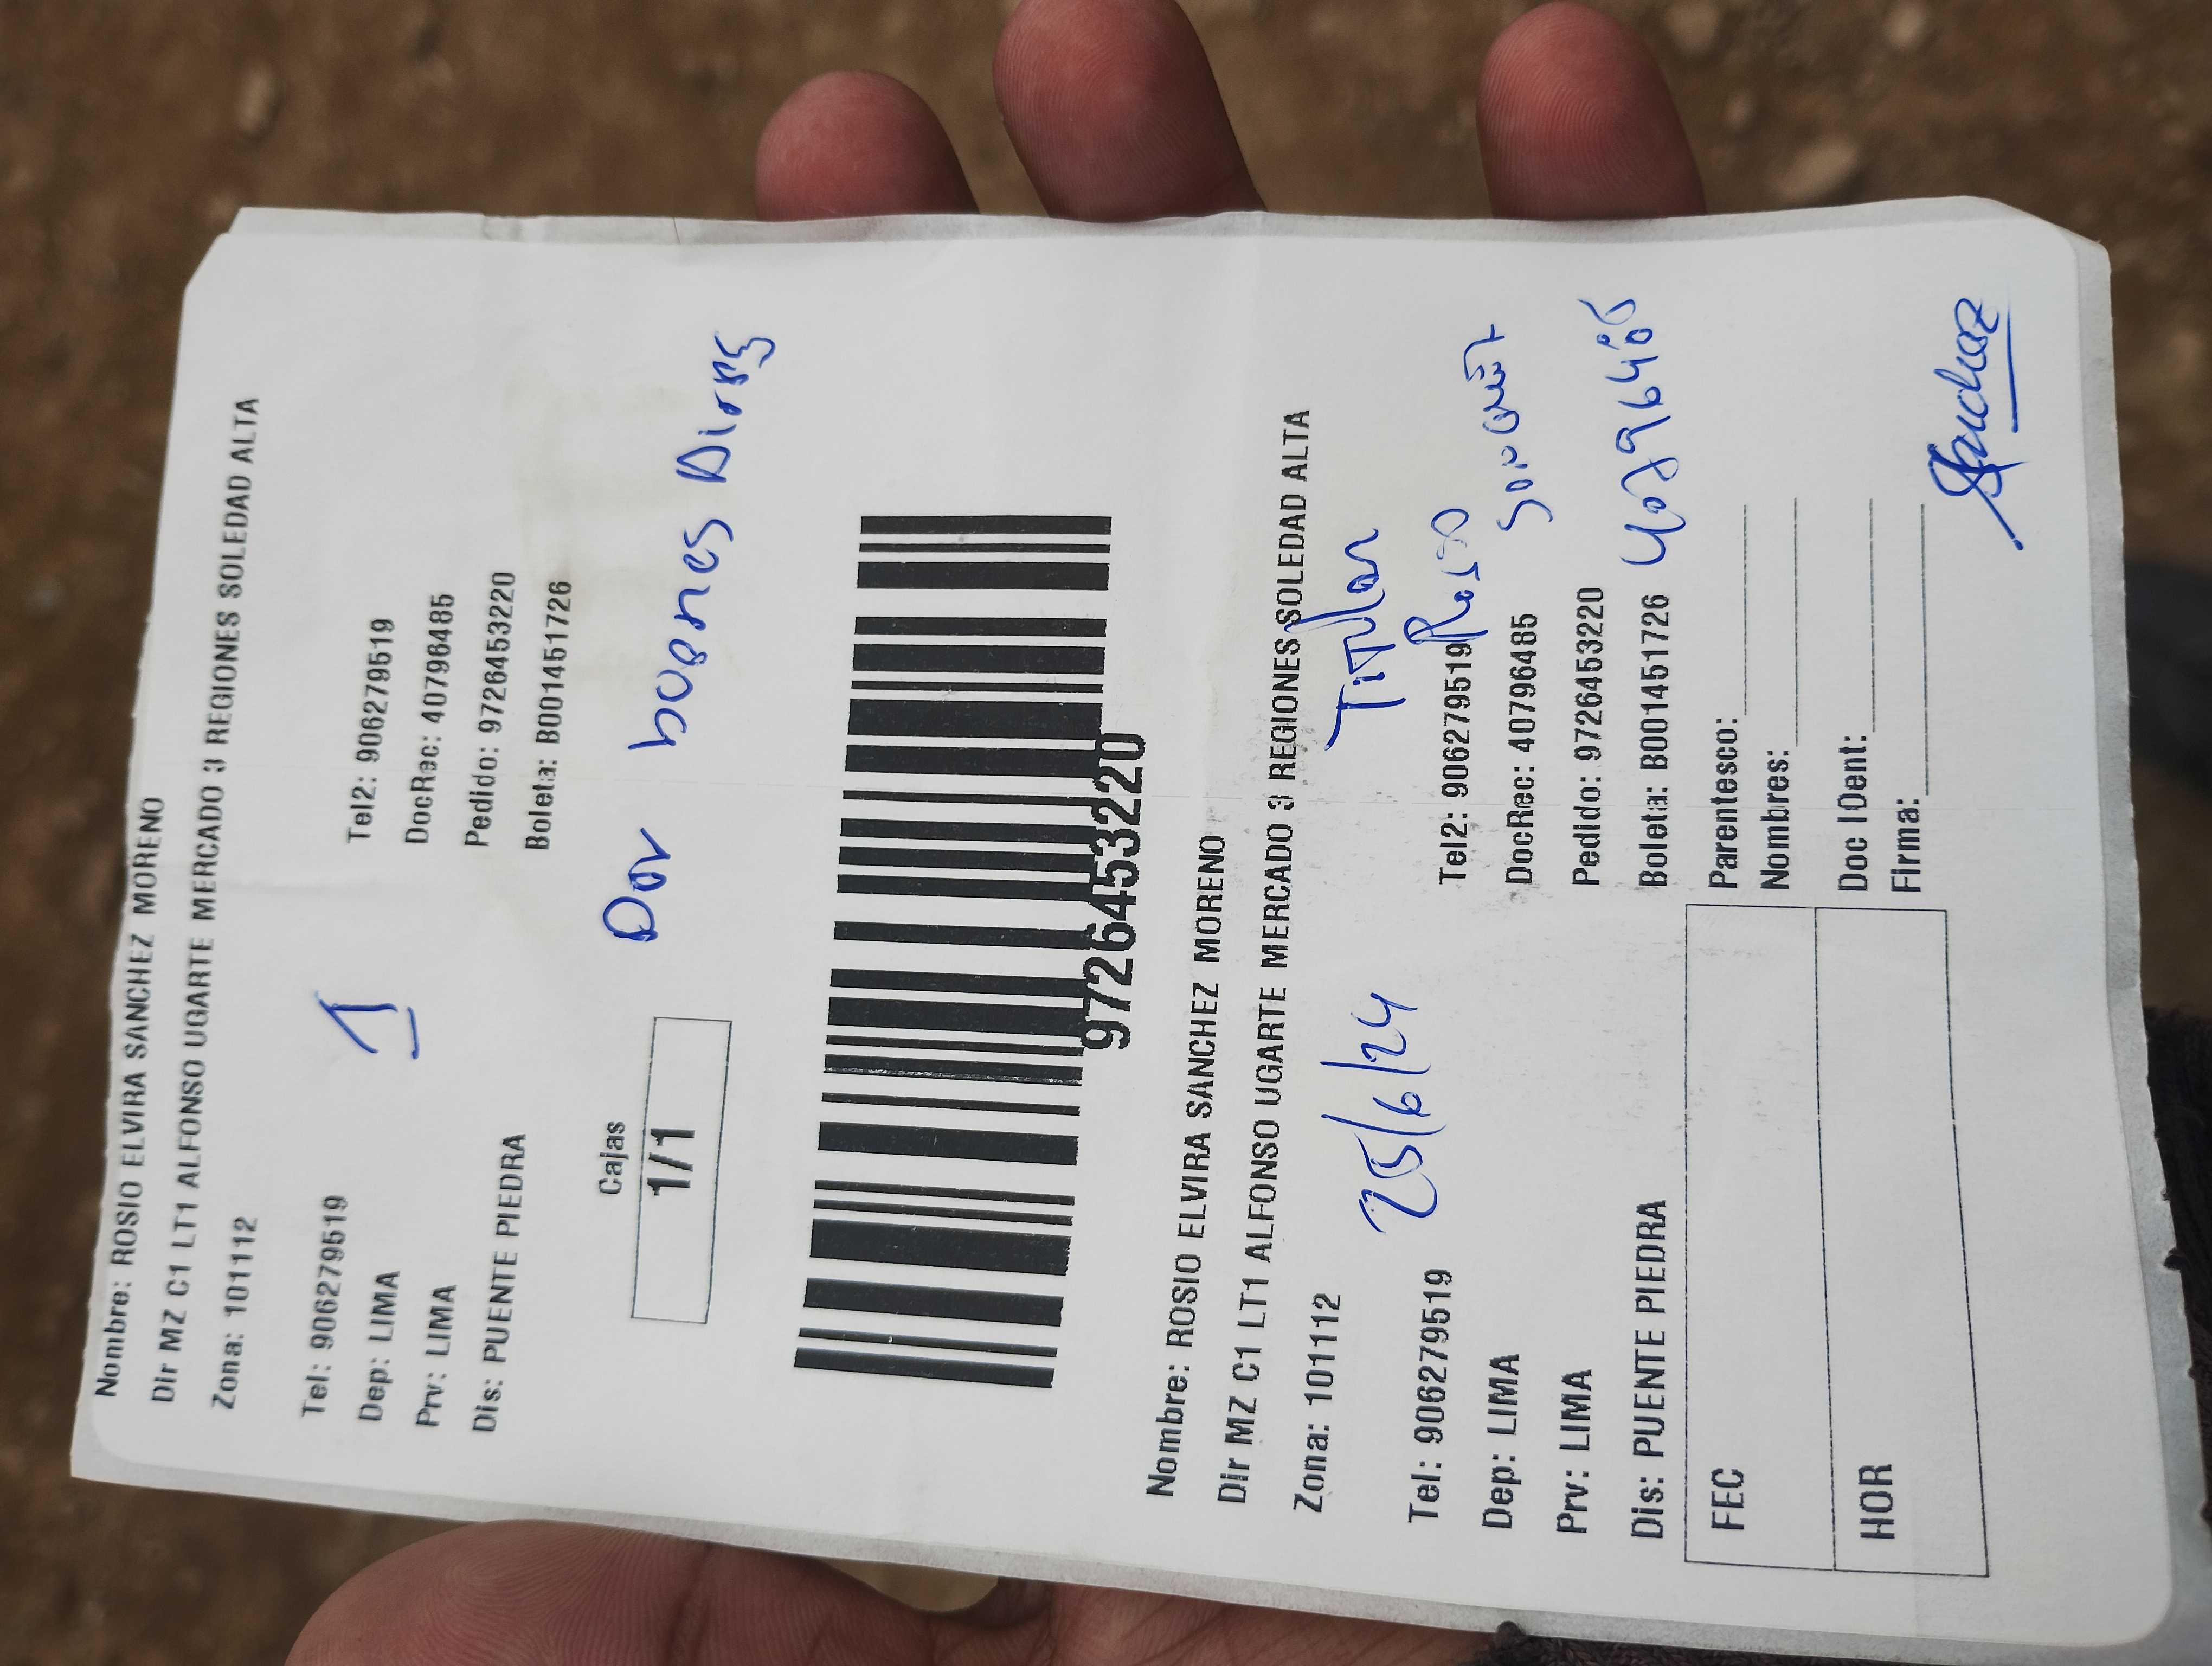 Nombre: ROSIO ELVIRA SANCHEZ MORENO
Dir MZ C1 LT1 ALFONSO UGARTE MERCADO 3 REGIONES SOLEDAD ALTA
Zona: 101112
1
Tel: 906279519 Tel2: 906279519
Dep: LIMA DocRec: 40796485
Prv: LIMA Pedido: 9726453220
Dis: PUENTE PIEDRA Boleta: B001451726
Cajas
1/1
Dar buenes
9726453220
Nombre: ROSIO ELVIRA SANCHEZ MORENO
Dir MZ C1 LT1 ALFONSO UGARTE MERCADO 3 REGIONES SOLEDAD ALTA
Zona: 101112
25/6/24 Titular
Tel: 906279519 Tel2: 906279519
Dep: LIMA DocRec: 40796485
Prv: LIMA Pedido: 9726453220
Dis: PUENTE PIEDRA Boleta: B001451726
FEC Parentesco:
Nombres:
HOR Doc IDent:
Firma: